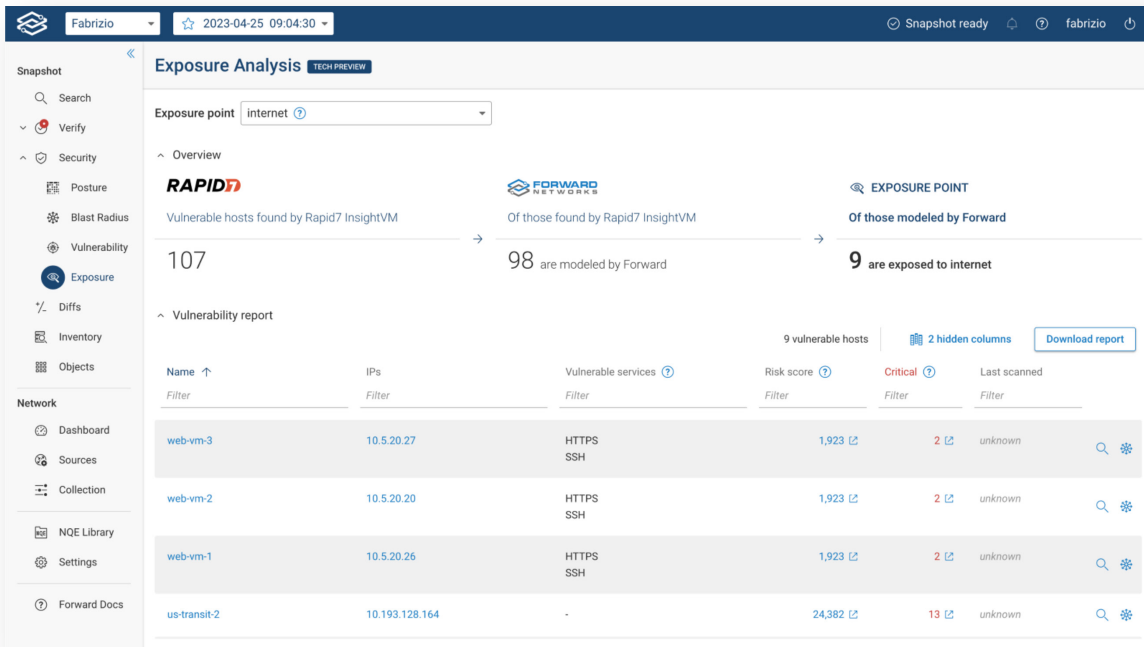 Fabrizio
2023-04-25 09:04:30
Snapshot ready
fabrizio
Snapshot
Search
Verify
Security
Posture
Blast Radius
Vulnerability
Exposure
Diffs
Inventory
Objects
Network
Dashboard
Sources
Collection
NQE Library
Settings
Forward Docs
Exposure Analysis TECH PREVIEW
Exposure point internet
Overview
RAPID7
Vulnerable hosts found by Rapid7 InsightVM
107
FORWARD
NETWORKS
Of those found by Rapid7 InsightVM
98 are modeled by Forward
EXPOSURE POINT
Of those modeled by Forward
9 are exposed to internet
Vulnerability report
9 vulnerable hosts 2 hidden columns Download report
Name IPs Vulnerable services Risk score Critical Last scanned
Filter Filter Filter Filter Filter Filter
web-vm-3 10.5.20.27 HTTPS 1,923 2 unknown
SSH
web-vm-2 10.5.20.20 HTTPS 1,923 2 unknown
SSH
web-vm-1 10.5.20.26 HTTPS 1,923 2 unknown
SSH
us-transit-2 10.193.128.164 - 24,382 13 unknown